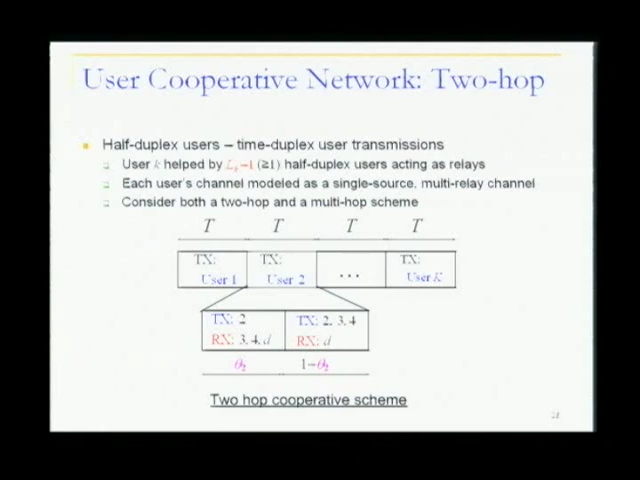 User Cooperative Network: Two-hop
Half-duplex users – time-duplex user transmissions
User k helped by Lk−1 (≥1) half-duplex users acting as relays
Each user's channel modeled as a single-source, multi-relay channel
Consider both a two-hop and a multi-hop scheme
T T T T
TX: TX: TX:
User 1 User 2 ... User K
TX: 2 TX: 2, 3, 4
RX: 3, 4, d RX: d
θ2 1−θ2
Two hop cooperative scheme